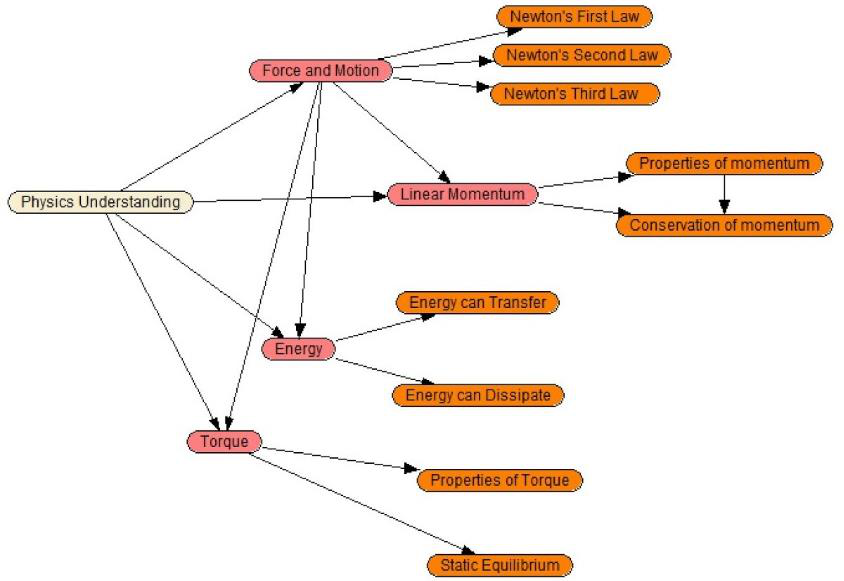 Newton's First Law
Newton's Second Law
Force and Motion
Newton's Third Law
Properties of momentum
Linear Momentum
Physics Understanding
Conservation of momentum
Energy can Transfer
Energy
Energy can Dissipate
Torque
Properties of Torque
Static Equilibrium